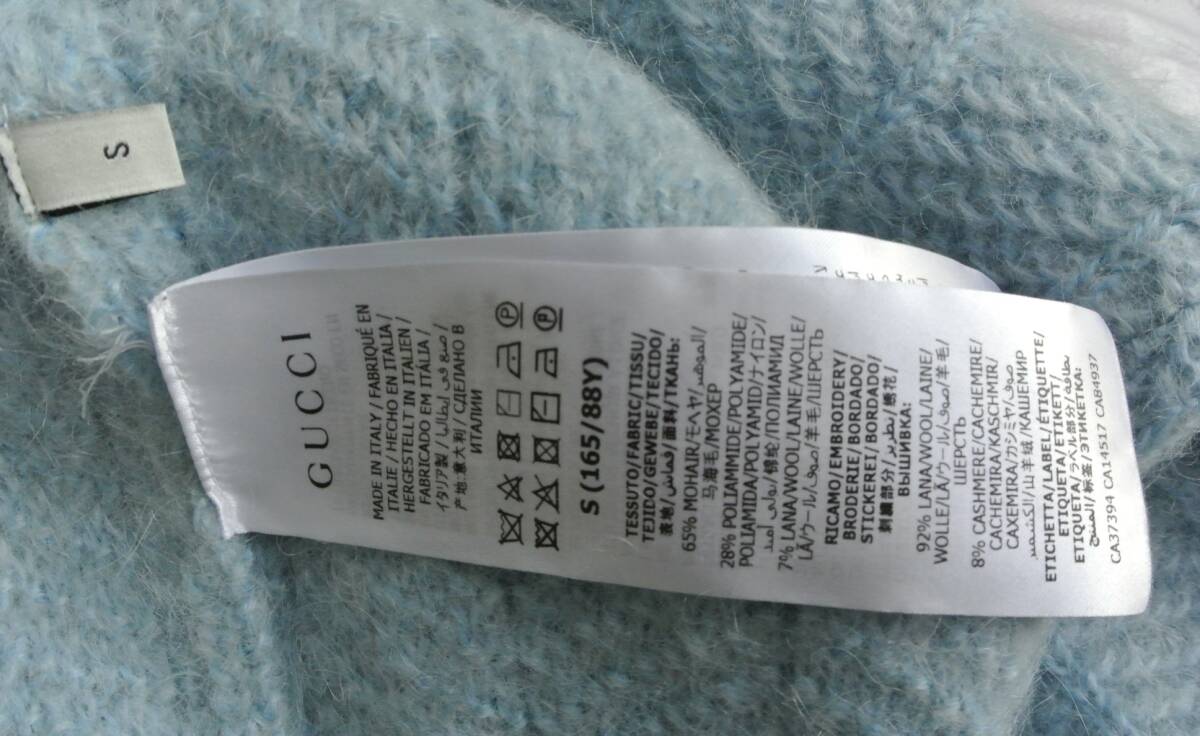 S
GUCCI
MADE IN ITALY / FABRIQUÉ EN
ITALIE / HECHO EN ITALIA /
HERGESTELLT IN ITALIEN /
FABRICADO EM ITÁLIA /
イタリア製 / صنع في إيطاليا /
产地:意大利 / СДЕЛАНО В
ИТАЛИИ
S (165/88Y)
TESSUTO/FABRIC/TISSU/
TEJIDO/GEWEBE/TECIDO/
表地/قماش/面料/ТКАНЬ:
65% MOHAIR/モヘヤ/الموهير/
马海毛/МОХЕР
28% POLIAMMIDE/POLYAMIDE/
POLIAMIDA/POLYAMID/ナイロン/
بولي أميد/锦纶/ПОЛИАМИД
7% LANA/WOOL/LAINE/WOLLE/
LÃ/ウール/صوف/羊毛/ШЕРСТЬ
RICAMO/EMBROIDERY/
BRODERIE/BORDADO/
STICKEREI/BORDADO/
刺繍部分/تطريز/绣花/
ВЫШИВКА:
92% LANA/WOOL/LAINE/
WOLLE/LÃ/ウール/صوف/羊毛/
ШЕРСТЬ
8% CASHMERE/CACHEMIRE/
CACHEMIRA/KASCHMIR/
CAXEMIRA/カシミヤ/صوف
الكشمير/山羊绒/КАШЕМИР
ETICHETTA/LABEL/ÉTIQUETTE/
ETIQUETA/ETIKETT/
ETIQUETA/ラベル部分/بطاقة
المنتج/标签/ЭТИКЕТКА:
CA37394 CA14517 CA84937